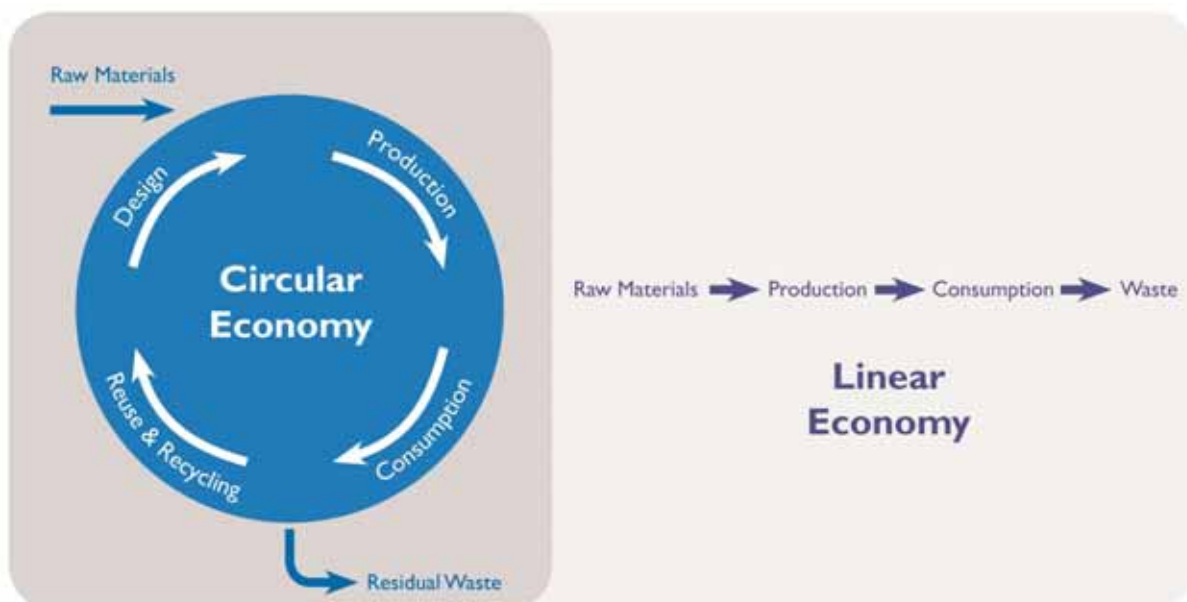 Raw Materials
Design
Production
Circular
Economy
Reuse & Recycling
Consumption
Residual Waste
Raw Materials
Production
Consumption
Waste
Linear
Economy